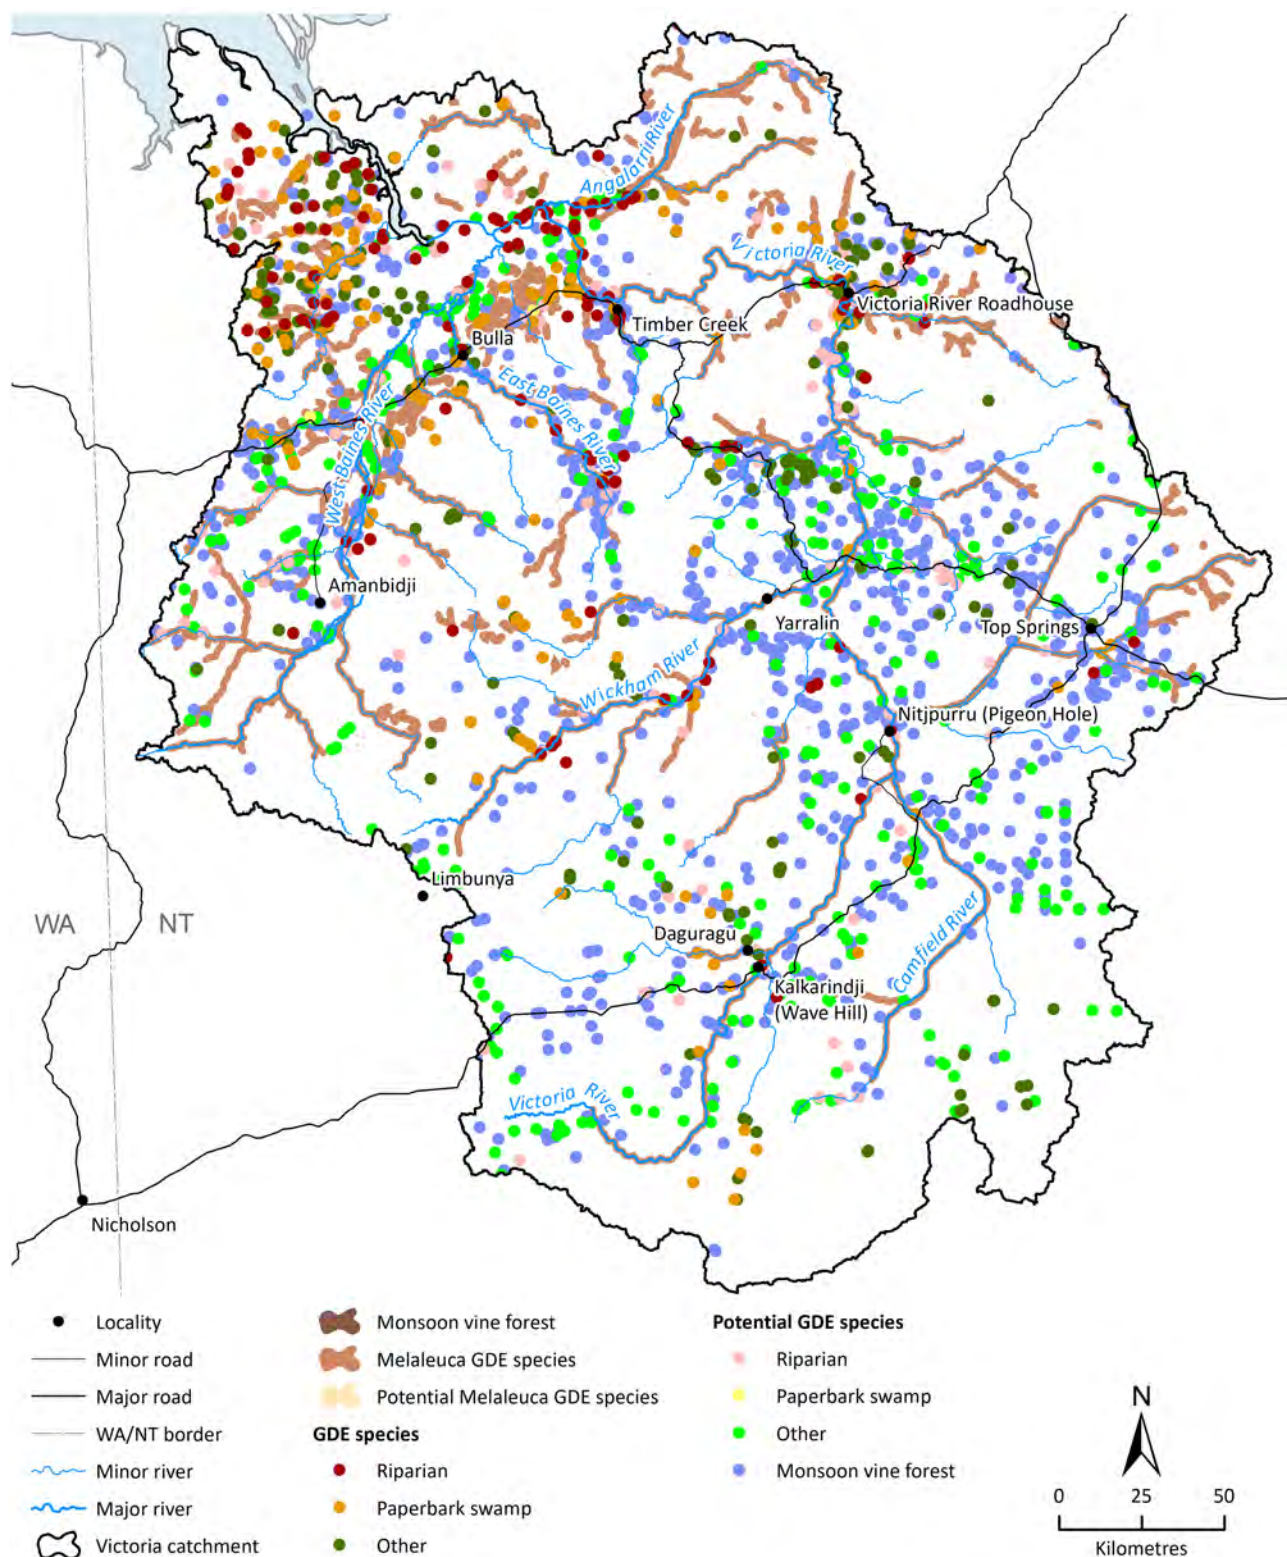 Angalarri River
Victoria River
Victoria River Roadhouse
Timber Creek
Bulla
East Baines River
West Baines River
Amanbidji
Yarralin
Top Springs
Wickham River
Nitjpurru (Pigeon Hole)
Limbunya
WA
NT
Daguragu
Camfield River
Kalkarindji
(Wave Hill)
Victoria River
Nicholson
Locality
Minor road
Major road
WA/NT border
Minor river
Major river
Victoria catchment
Monsoon vine forest
Melaleuca GDE species
Potential Melaleuca GDE species
GDE species
Riparian
Paperbark swamp
Other
Potential GDE species
Riparian
Paperbark swamp
Other
Monsoon vine forest
N
0 25 50
Kilometres